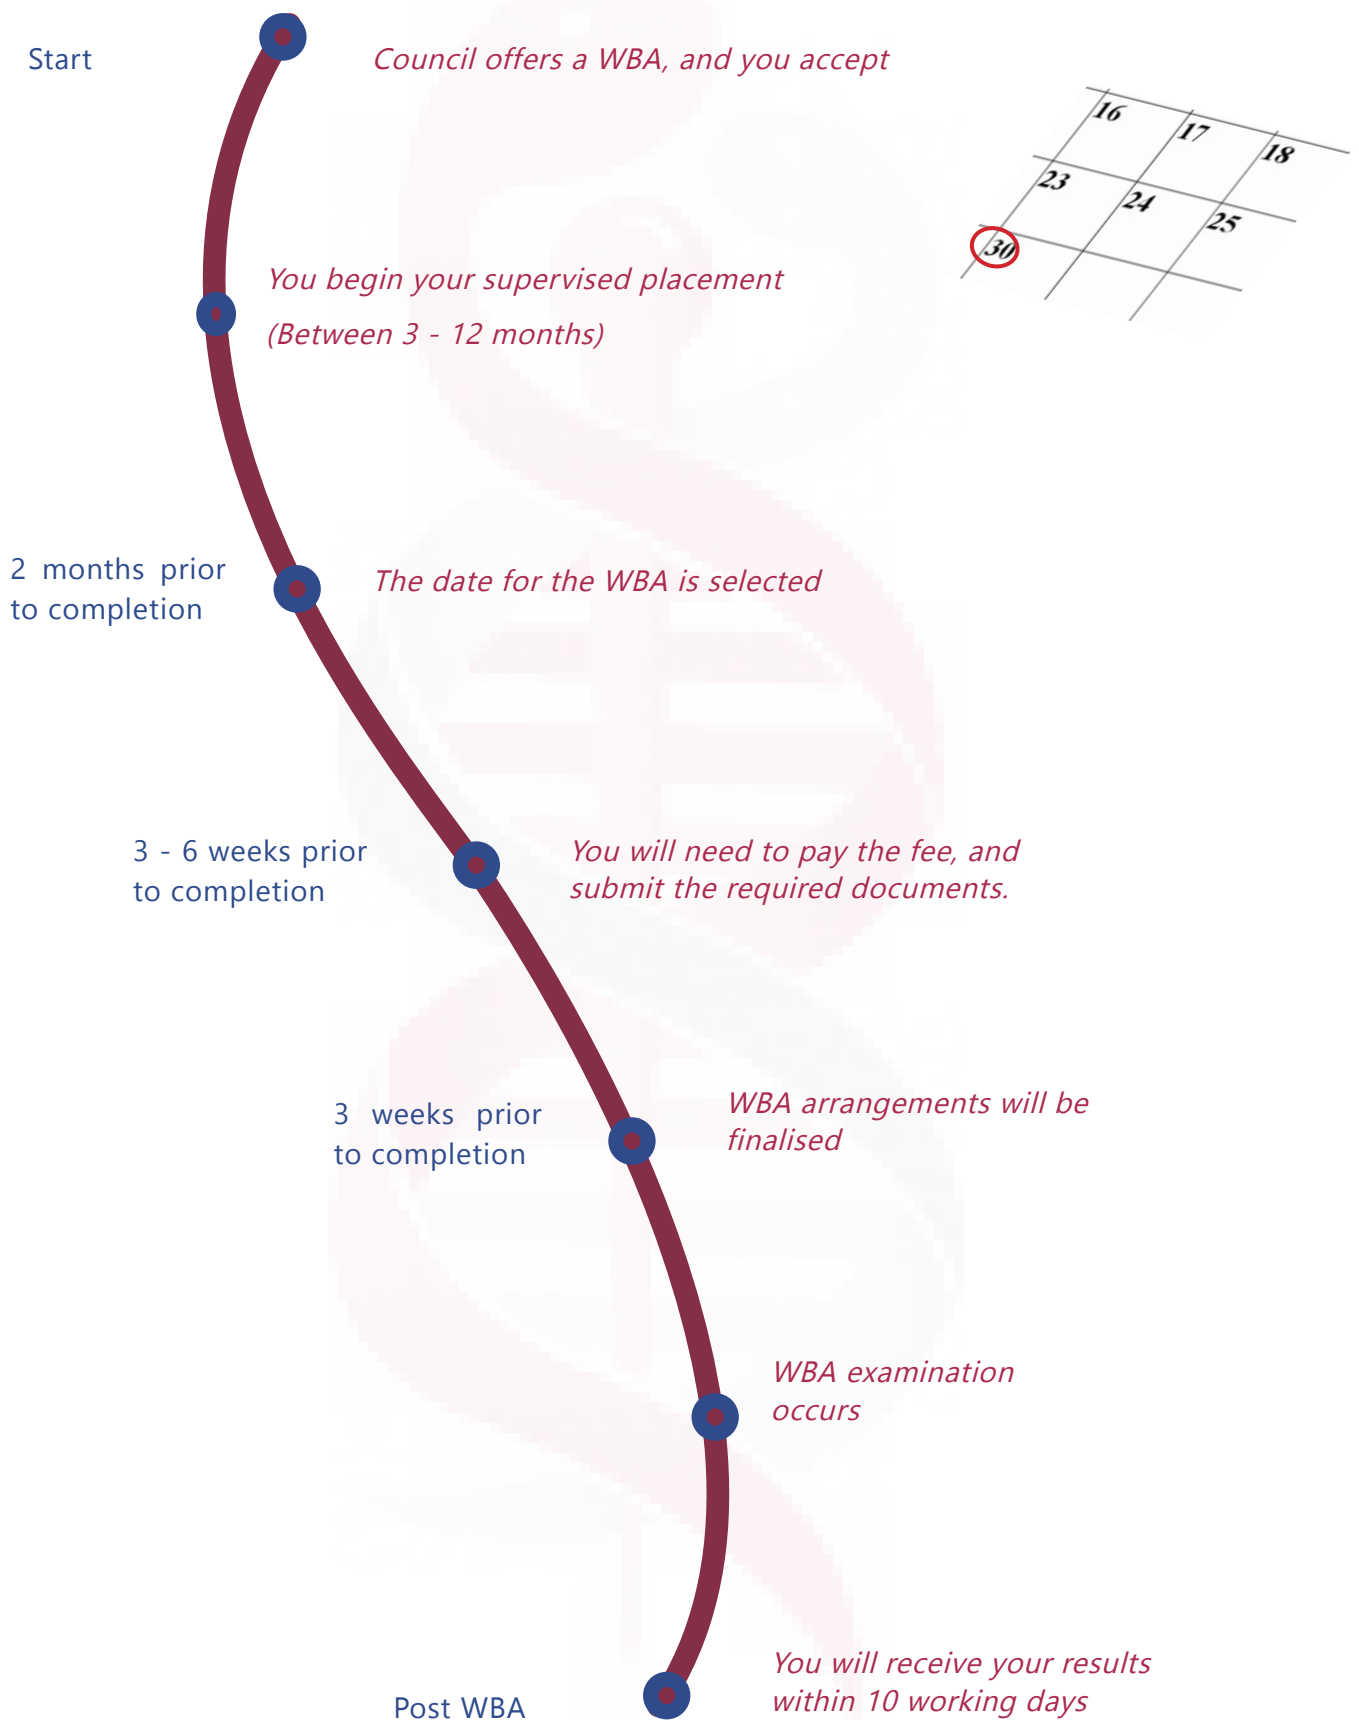 Start
Council offers a WBA, and you accept
16
17
18
23
24
25
30
You begin your supervised placement
(Between 3 - 12 months)
2 months prior
to completion
The date for the WBA is selected
3 - 6 weeks prior
to completion
You will need to pay the fee, and
submit the required documents.
3 weeks prior
to completion
WBA arrangements will be
finalised
WBA examination
occurs
Post WBA
You will receive your results
within 10 working days